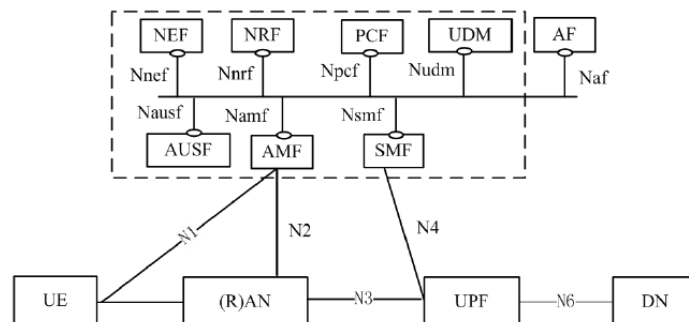 NEF NRF PCF UDM AF
Nnef Nnrf Npcf Nudm Naf
Nausf Namf Nsmf
AUSF AMF SMF
N1 N2 N4
UE (R)AN N3 UPF N6 DN